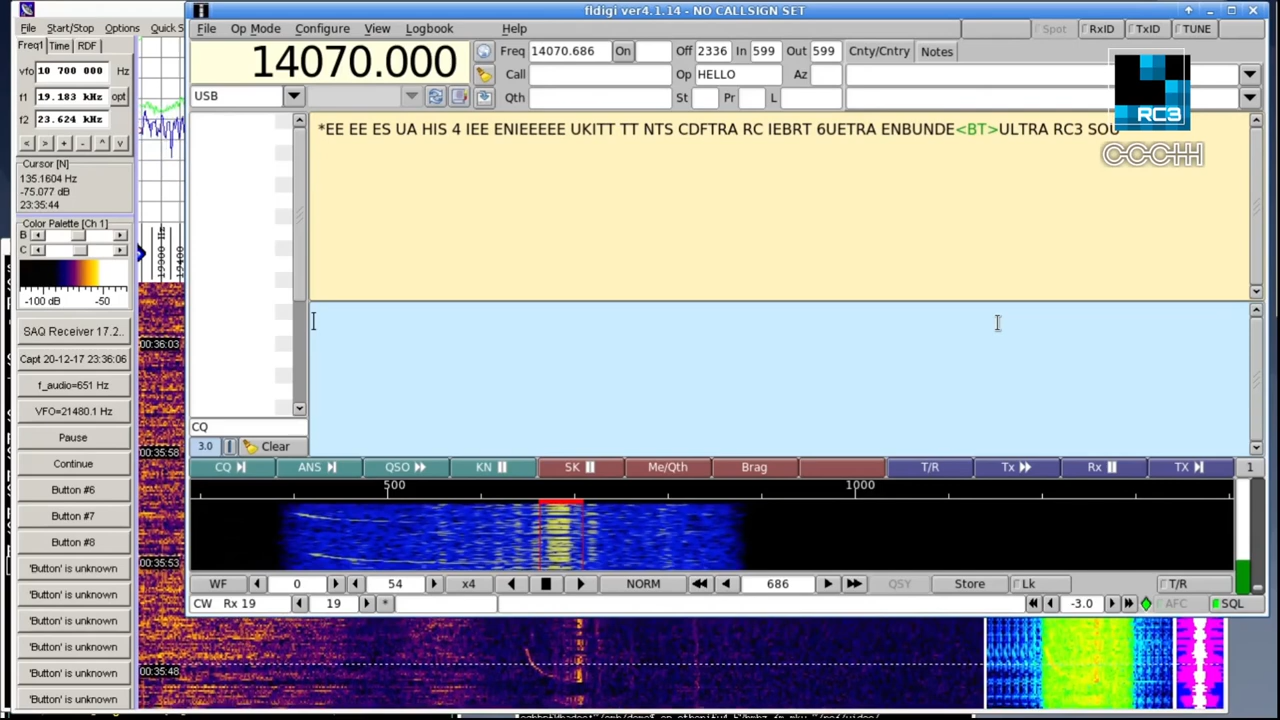 fldigi ver4.1.14 - NO CALLSIGN SET
File Start/Stop Options Quick S
Freq1 Time RDF
vfo 10 700 000 Hz
f1 19.183 kHz opt
f2 23.624 kHz
< > + - ^ v
Cursor [N]
135.1604 Hz
-75.077 dB
23:35:44
Color Palette [Ch 1]
B
C
-100 dB -50
SAQ Receiver 17.2..
Capt 20-12-17 23:36:06
f_audio=651 Hz
VFO=21480.1 Hz
Pause
Continue
Button #6
Button #7
Button #8
'Button' is unknown
'Button' is unknown
'Button' is unknown
'Button' is unknown
'Button' is unknown
'Button' is unknown
19300 Hz
19400
00:36:03
00:35:58
00:35:53
00:35:48
File Op Mode Configure View Logbook Help
Spot RxID TxID TUNE
14070.000
Freq 14070.686 On Off 2336 In 599 Out 599 Cnty/Cntry Notes
Call Op HELLO Az
USB
Qth St Pr L
RC3
CCCHH
*EE EE ES UA HIS 4 IEE ENIEEEEE UKITT TT NTS CDFTRA RC IEBRT 6UETRA ENBUNDE<BT>ULTRA RC3 SOU
CQ
3.0 Clear
CQ ANS QSO KN SK Me/Qth Brag T/R Tx Rx TX 1
500 1000
WF 0 54 x4 NORM 686 QSY Store Lk T/R
CW Rx 19 19 * -3.0 AFC SQL